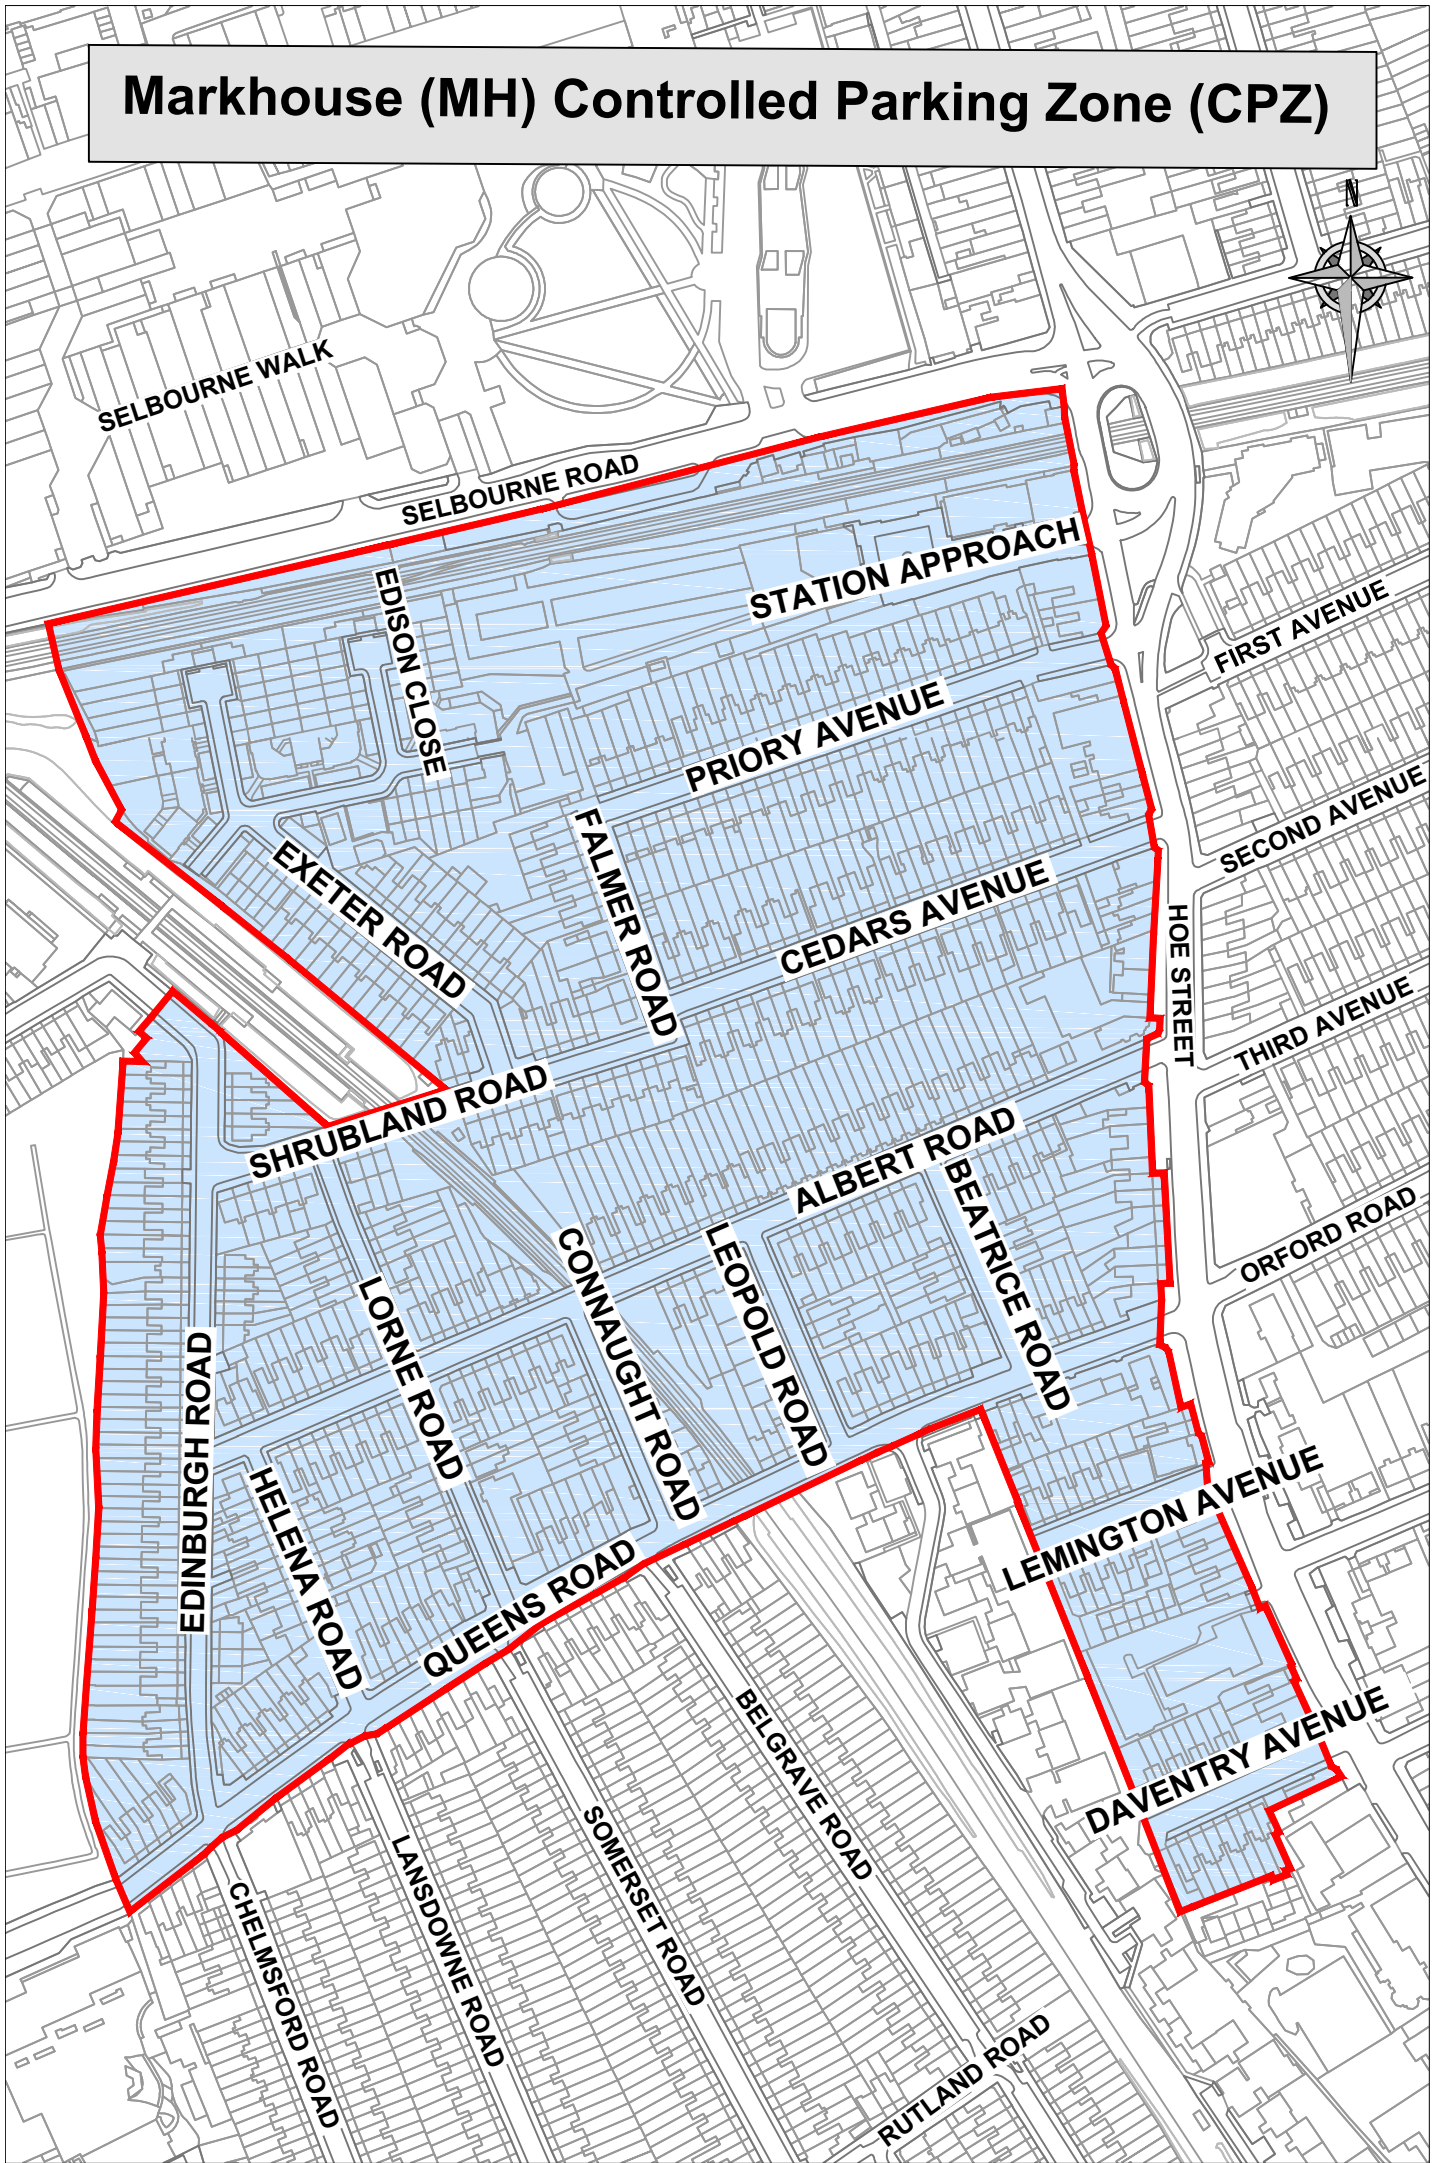 Markhouse (MH) Controlled Parking Zone (CPZ)
N
SELBOURNE WALK
SELBOURNE ROAD
STATION APPROACH
EDISON CLOSE
FIRST AVENUE
PRIORY AVENUE
SECOND AVENUE
FALMER ROAD
EXETER ROAD
CEDARS AVENUE
HOE STREET
THIRD AVENUE
SHRUBLAND ROAD
ALBERT ROAD
BEATRICE ROAD
ORFORD ROAD
CONNAUGHT ROAD
LEOPOLD ROAD
LORNE ROAD
EDINBURGH ROAD
HELENA ROAD
LEMINGTON AVENUE
QUEENS ROAD
BELGRAVE ROAD
DAVENTRY AVENUE
SOMERSET ROAD
LANSDOWNE ROAD
CHELMSFORD ROAD
RUTLAND ROAD